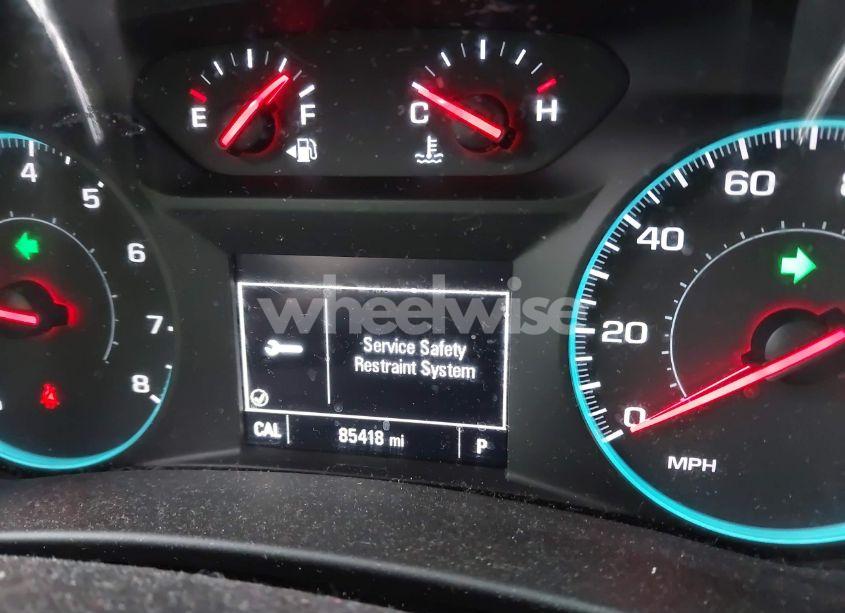 E F C H
4 5 6 7 8
0 20 40 60
MPH
wheelwise
Service Safety
Restraint System
CAL 85418 mi P